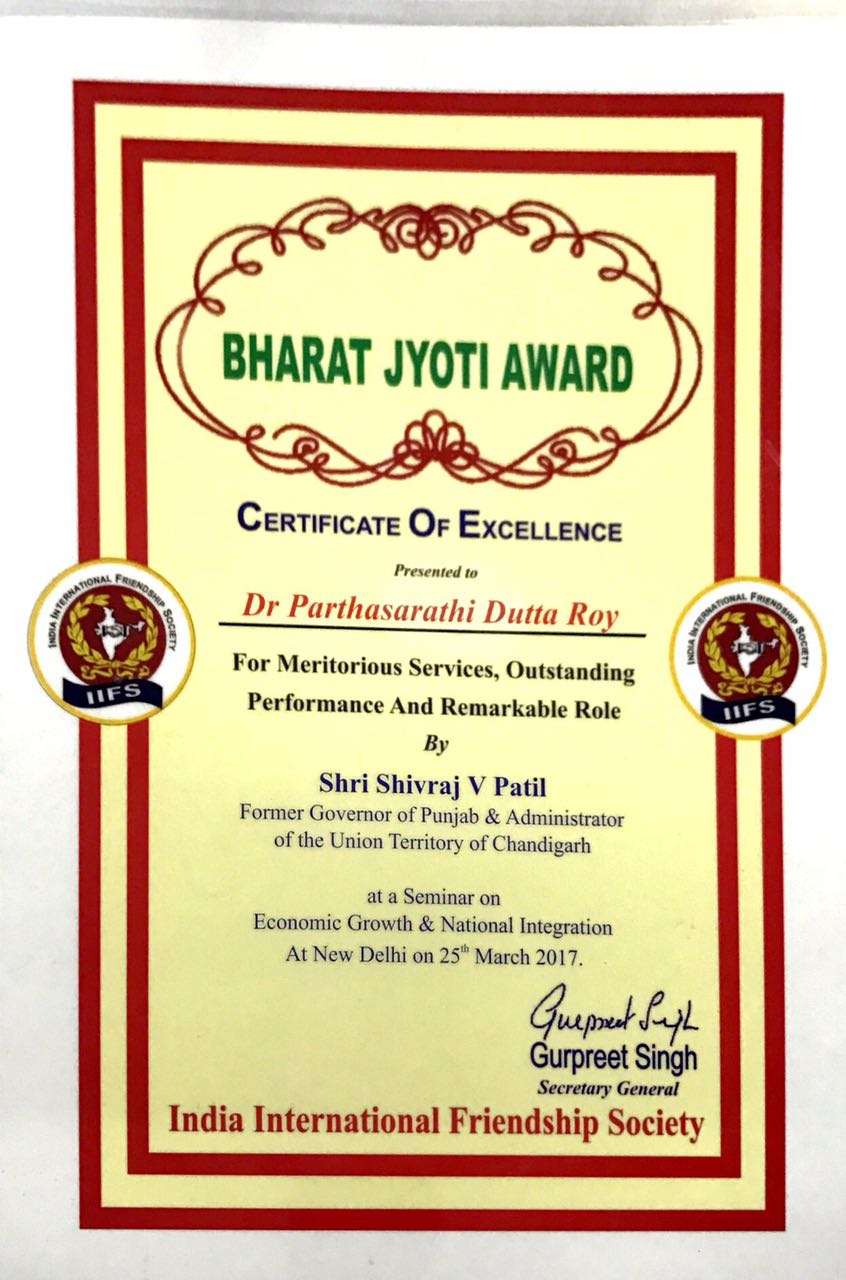 BHARAT JYOTI AWARD
CERTIFICATE OF EXCELLENCE
Presented to
Dr Parthasarathi Dutta Roy
For Meritorious Services, Outstanding
Performance And Remarkable Role
By
Shri Shivraj V Patil
Former Governor of Punjab & Administrator
of the Union Territory of Chandigarh
at a Seminar on
Economic Growth & National Integration
At New Delhi on 25th March 2017.
INDIA INTERNATIONAL FRIENDSHIP SOCIETY
IIFS
INDIA INTERNATIONAL FRIENDSHIP SOCIETY
IIFS
Gurpreet Singh
Gurpreet Singh
Secretary General
India International Friendship Society